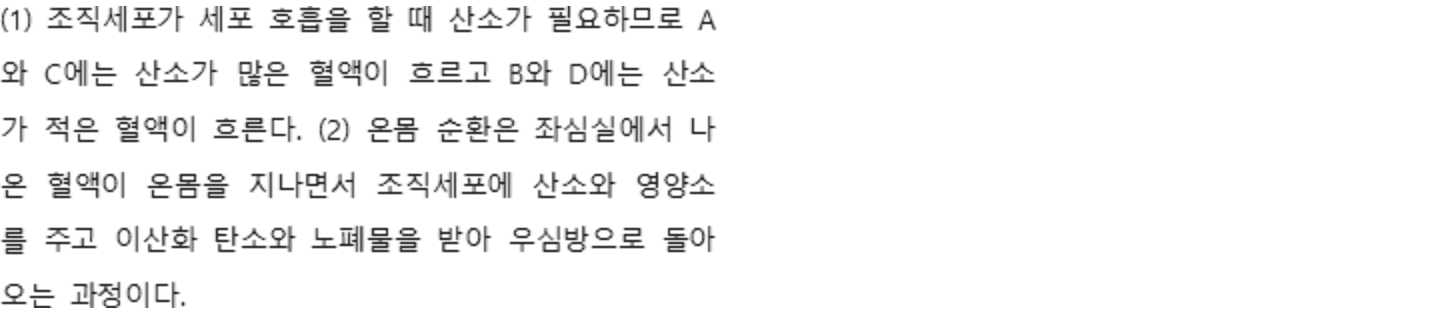 (1) 조직세포가 세포 호흡을 할 때 산소가 필요하므로 A
와 C에는 산소가 많은 혈액이 흐르고 B와 D에는 산소
가 적은 혈액이 흐른다. (2) 온몸 순환은 좌심실에서 나
온 혈액이 온몸을 지나면서 조직세포에 산소와 영양소
를 주고 이산화 탄소와 노폐물을 받아 우심방으로 돌아
오는 과정이다.